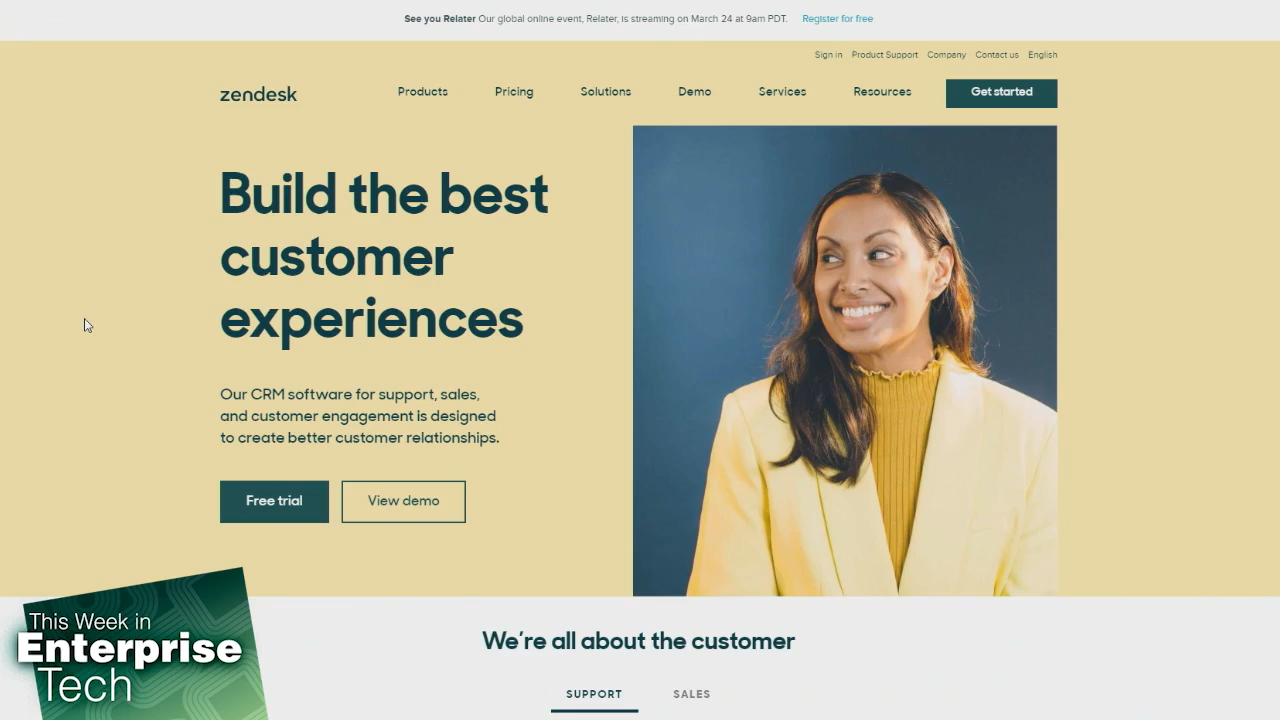 See you Relater Our global online event, Relater, is streaming on March 24 at 9am PDT. Register for free
Sign in Product Support Company Contact us English
zendesk Products Pricing Solutions Demo Services Resources Get started
Build the best
customer
experiences
Our CRM software for support, sales,
and customer engagement is designed
to create better customer relationships.
Free trial View demo
We're all about the customer
SUPPORT SALES
This Week in
Enterprise
Tech